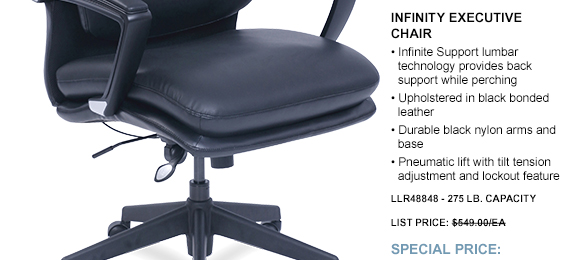 INFINITY EXECUTIVE
CHAIR
• Infinite Support lumbar
technology provides back
support while perching
• Upholstered in black bonded
leather
• Durable black nylon arms and
base
• Pneumatic lift with tilt tension
adjustment and lockout feature
LLR48848 - 275 LB. CAPACITY
LIST PRICE: $549.00/EA
SPECIAL PRICE: